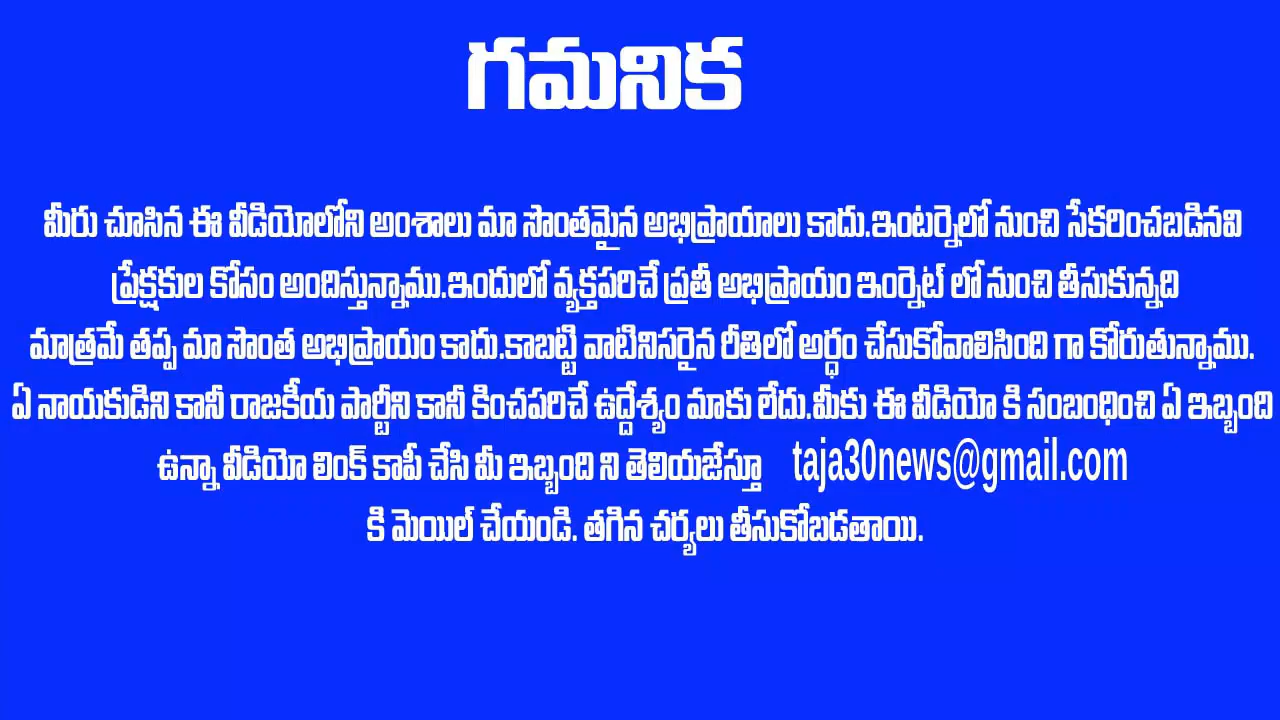 గమనిక
మీరు చూసిన ఈ వీడియోలోని అంశాలు మా సొంతమైన అభిప్రాయాలు కాదు.ఇంటర్నెలో నుంచి సేకరించబడినవి
ప్రేక్షకుల కోసం అందిస్తున్నాము.ఇందులో వ్యక్తపరిచే ప్రతీ అభిప్రాయం ఇంర్నెట్ లో నుంచి తీసుకున్నది
మాత్రమే తప్ప మా సొంత అభిప్రాయం కాదు.కాబట్టి వాటినిసరైన రీతిలో అర్ధం చేసుకోవాలిసింది గా కోరుతున్నాము.
ఏ నాయకుడిని కానీ రాజకీయ పార్టీని కానీ కించపరిచే ఉద్దేశ్యం మాకు లేదు.మీకు ఈ వీడియో కి సంబంధించి ఏ ఇబ్బంది
ఉన్నా వీడియో లింక్ కాపీ చేసి మీ ఇబ్బంది ని తెలియజేస్తూ taja30news@gmail.com
కి మెయిల్ చేయండి. తగిన చర్యలు తీసుకోబడతాయి.